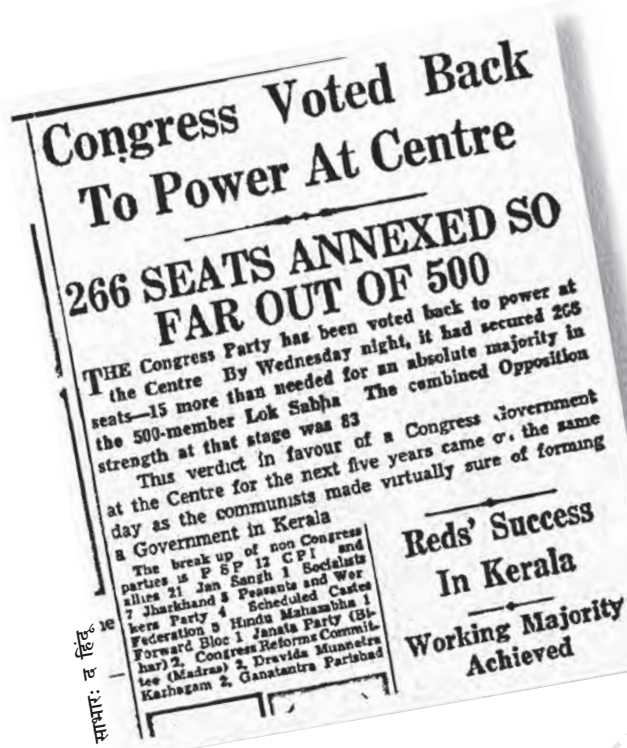 Congress Voted Back
To Power At Centre
266 SEATS ANNEXED SO
FAR OUT OF 500
THE Congress Party has been voted back to power at
the Centre By Wednesday night, it had secured 266
seats—15 more than needed for an absolute majority in
the 500-member Lok Sabha The combined Opposition
strength at that stage was 83
This verdict in favour of a Congress Government
at the Centre for the next five years came on the same
day as the communists made virtually sure of forming
a Government in Kerala
The break up of non Congress
parties is P S P 12 C P I and
allies 21 Jan Sangh 1 Socialists
7 Jharkhand 5 Peasants and Wor
kers Party 4 Scheduled Castes
Federation 5 Hindu Mahasabha 1
Forward Bloc 1 Janata Party (Bi-
har) 2, Congress Reforms Commit-
tee (Madras) 2, Dravida Munnetra
Kazhagam 2, Ganatantra Parishad
Reds' Success
In Kerala
Working Majority
Achieved
साभार: द हिंदू